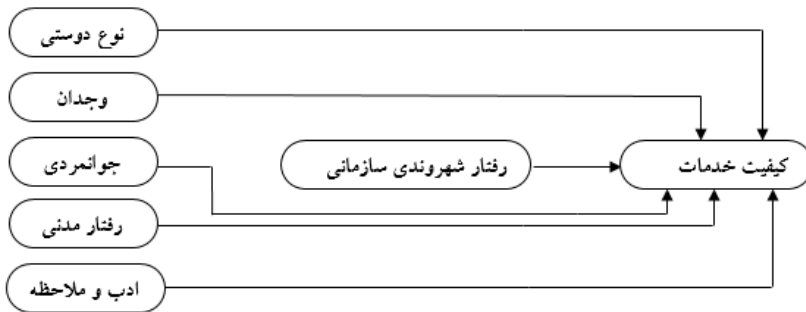 نوع دوستی
وجدان
جوانمردی
رفتار شهروندی سازمانی
کیفیت خدمات
رفتار مدنی
ادب و ملاحظه